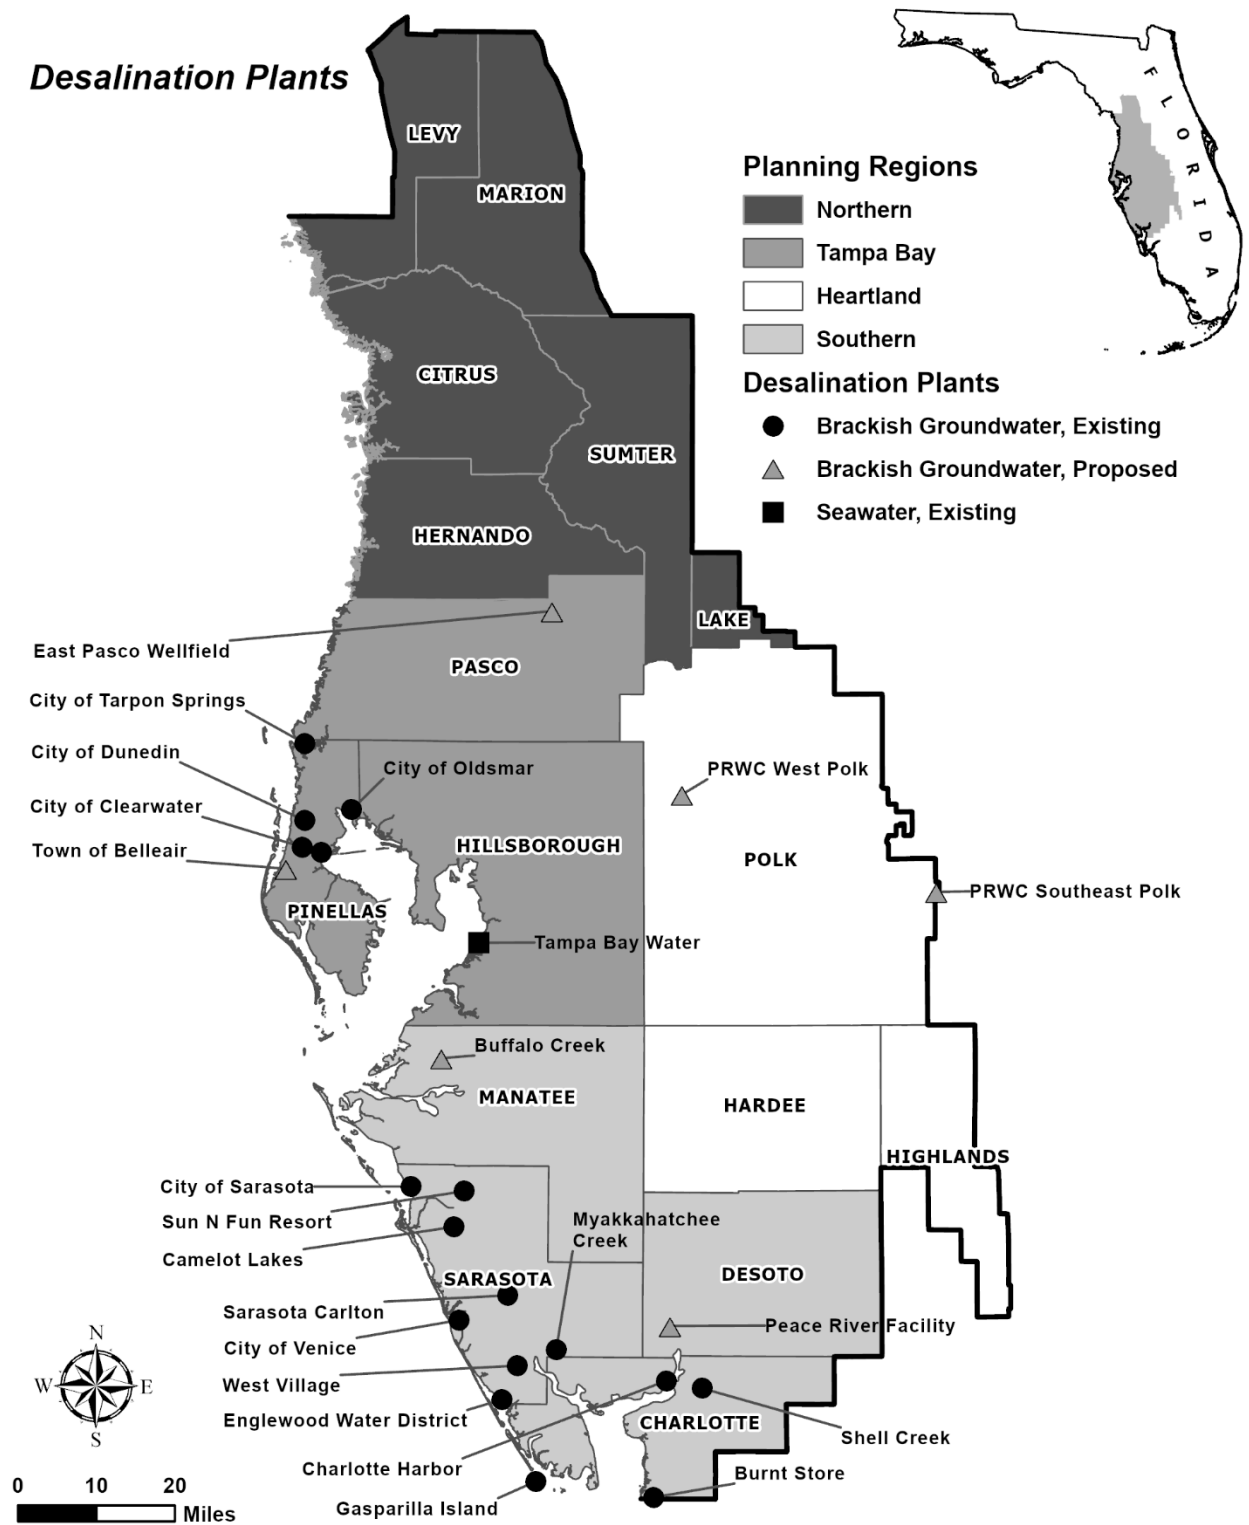 Desalination Plants
FLORIDA
Planning Regions
Northern
Tampa Bay
Heartland
Southern
Desalination Plants
Brackish Groundwater, Existing
Brackish Groundwater, Proposed
Seawater, Existing
LEVY
MARION
CITRUS
SUMTER
HERNANDO
LAKE
East Pasco Wellfield
PASCO
City of Tarpon Springs
City of Dunedin
City of Oldsmar
PRWC West Polk
City of Clearwater
Town of Belleair
HILLSBOROUGH
POLK
PRWC Southeast Polk
PINELLAS
Tampa Bay Water
Buffalo Creek
MANATEE
HARDEE
HIGHLANDS
City of Sarasota
Sun N Fun Resort
Myakkahatchee
Creek
Camelot Lakes
SARASOTA
DESOTO
Sarasota Carlton
Peace River Facility
City of Venice
West Village
Englewood Water District
CHARLOTTE
Shell Creek
Charlotte Harbor
Burnt Store
Gasparilla Island
N
W
E
S
0 10 20
Miles